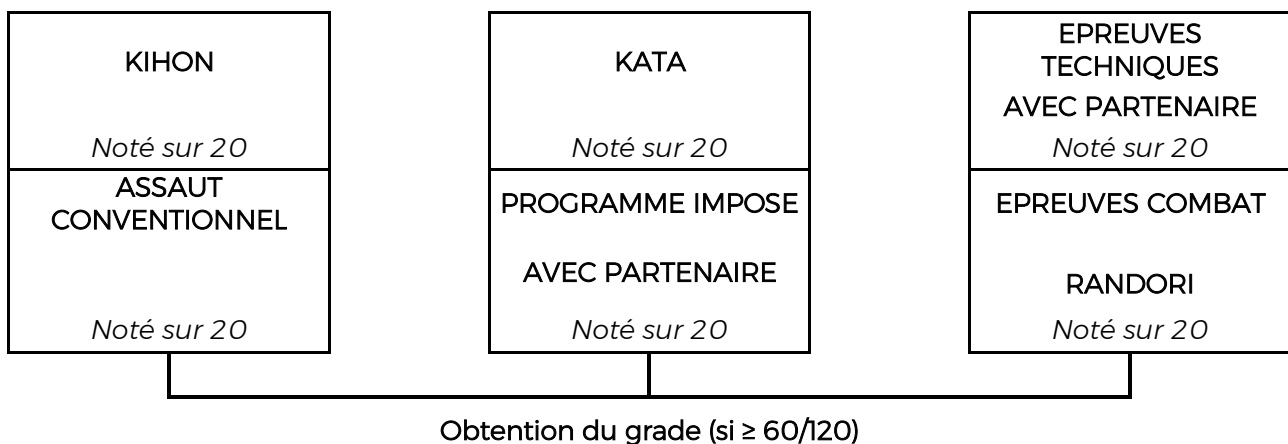 KIHON
Noté sur 20
ASSAUT
CONVENTIONNEL
Noté sur 20
KATA
Noté sur 20
PROGRAMME IMPOSE
AVEC PARTENAIRE
Noté sur 20
EPREUVES
TECHNIQUES
AVEC PARTENAIRE
Noté sur 20
EPREUVES COMBAT
RANDORI
Noté sur 20
Obtention du grade (si ≥ 60/120)